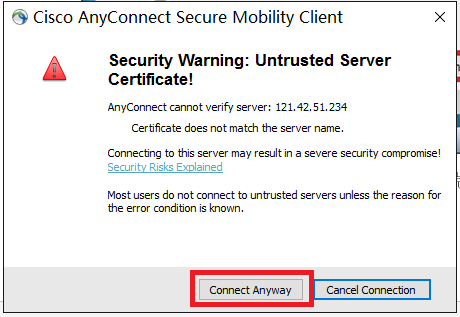 Cisco AnyConnect Secure Mobility Client
Security Warning: Untrusted Server
Certificate!
AnyConnect cannot verify server: 121.42.51.234
Certificate does not match the server name.
Connecting to this server may result in a severe security compromise!
Security Risks Explained
Most users do not connect to untrusted servers unless the reason for
the error condition is known.
Connect Anyway
Cancel Connection